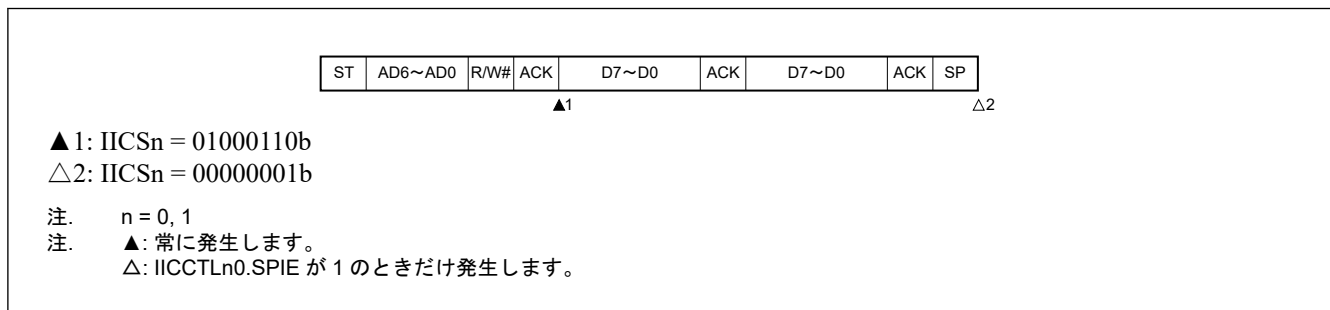 ST AD6～AD0 R/W# ACK D7～D0 ACK D7～D0 ACK SP
▲1 △2
▲1: IICSn = 01000110b
△2: IICSn = 00000001b
注. n = 0, 1
注. ▲: 常に発生します。
△: IICCTLn0.SPIE が 1 のときだけ発生します。